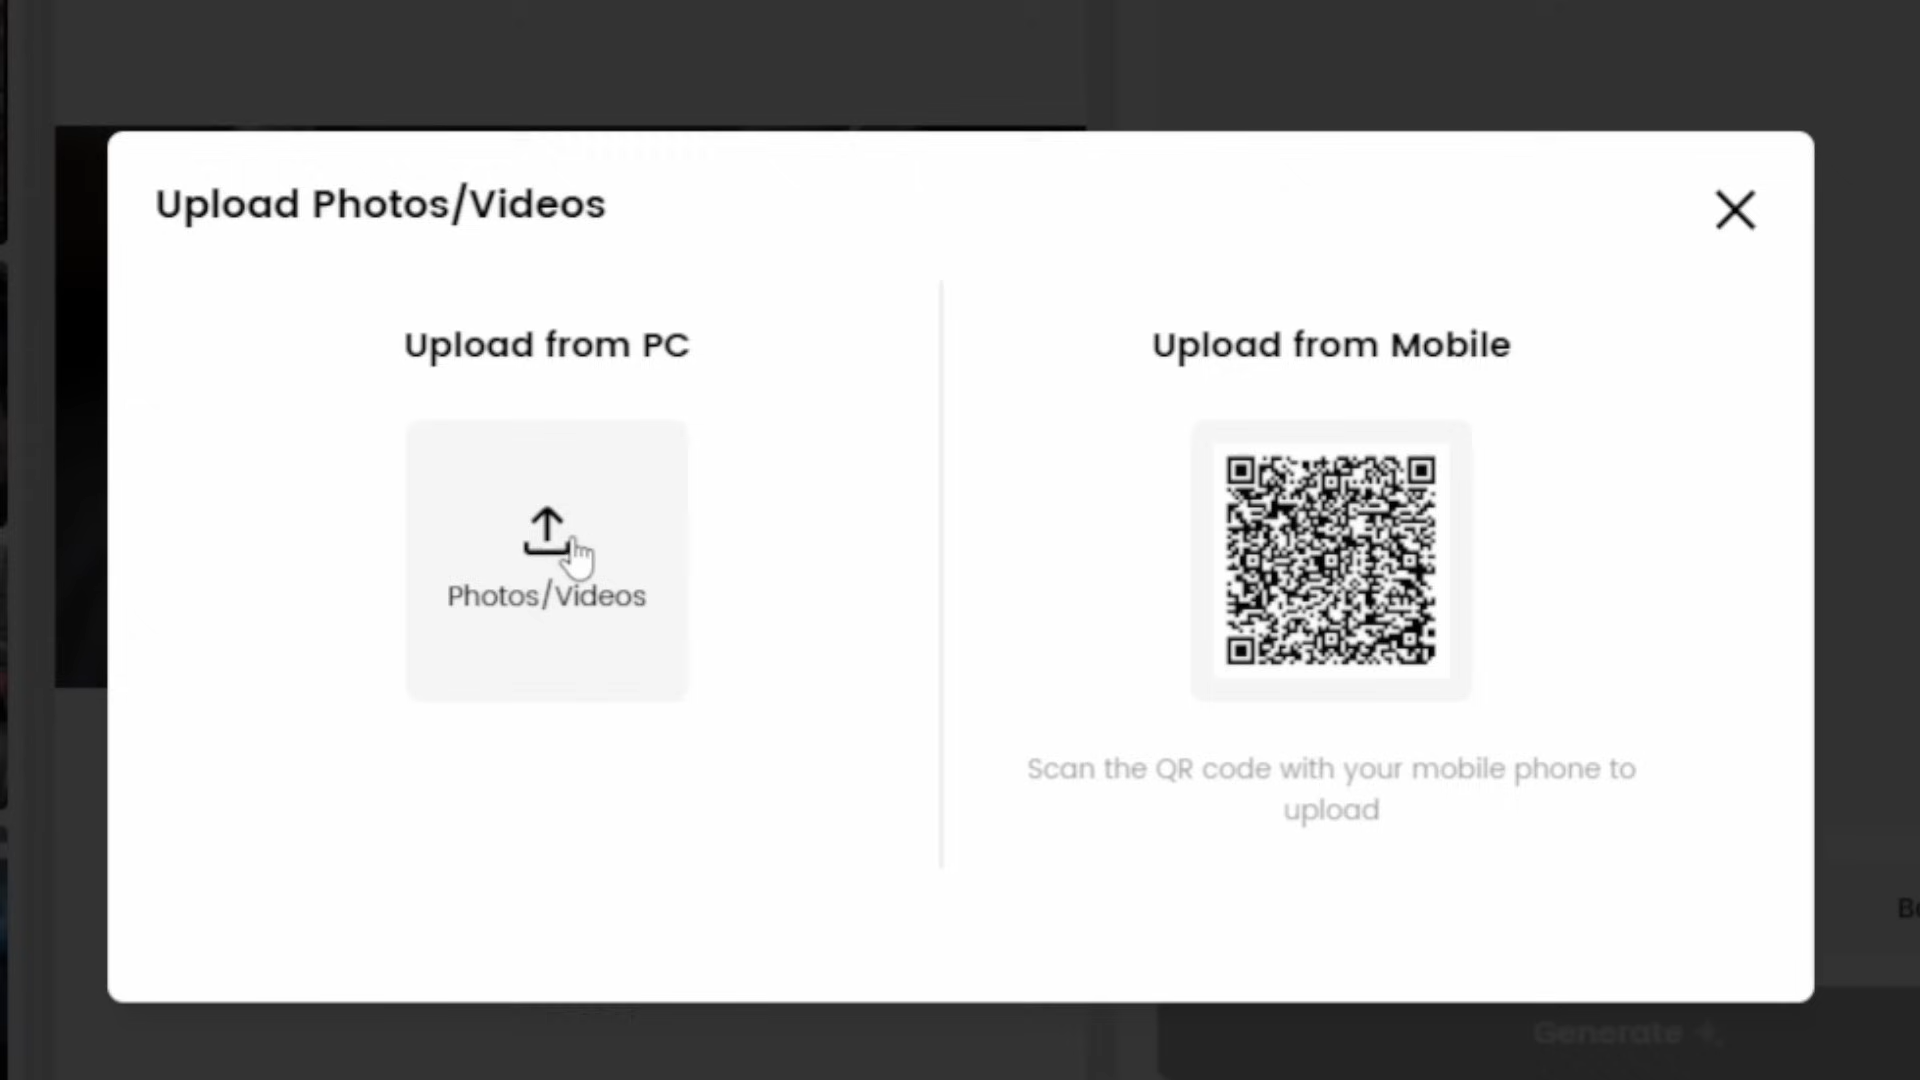 Upload Photos/Videos
Upload from PC
Photos/Videos
Upload from Mobile
Scan the QR code with your mobile phone to
upload
Generate